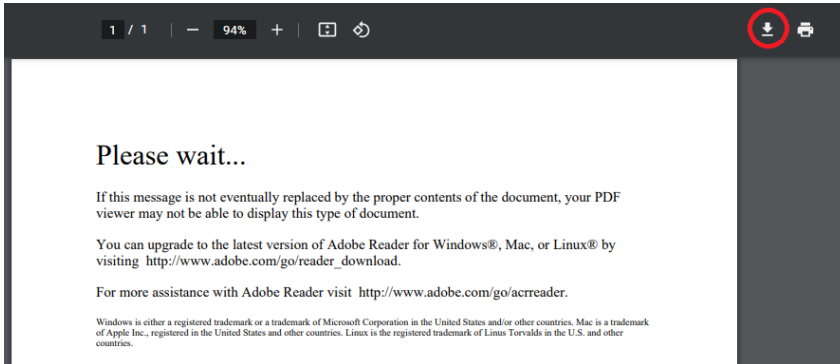 1 / 1 | − 94% +
Please wait...
If this message is not eventually replaced by the proper contents of the document, your PDF
viewer may not be able to display this type of document.
You can upgrade to the latest version of Adobe Reader for Windows®, Mac, or Linux® by
visiting http://www.adobe.com/go/reader_download.
For more assistance with Adobe Reader visit http://www.adobe.com/go/acrreader.
Windows is either a registered trademark or a trademark of Microsoft Corporation in the United States and/or other countries. Mac is a trademark
of Apple Inc., registered in the United States and other countries. Linux is the registered trademark of Linus Torvalds in the U.S. and other
countries.